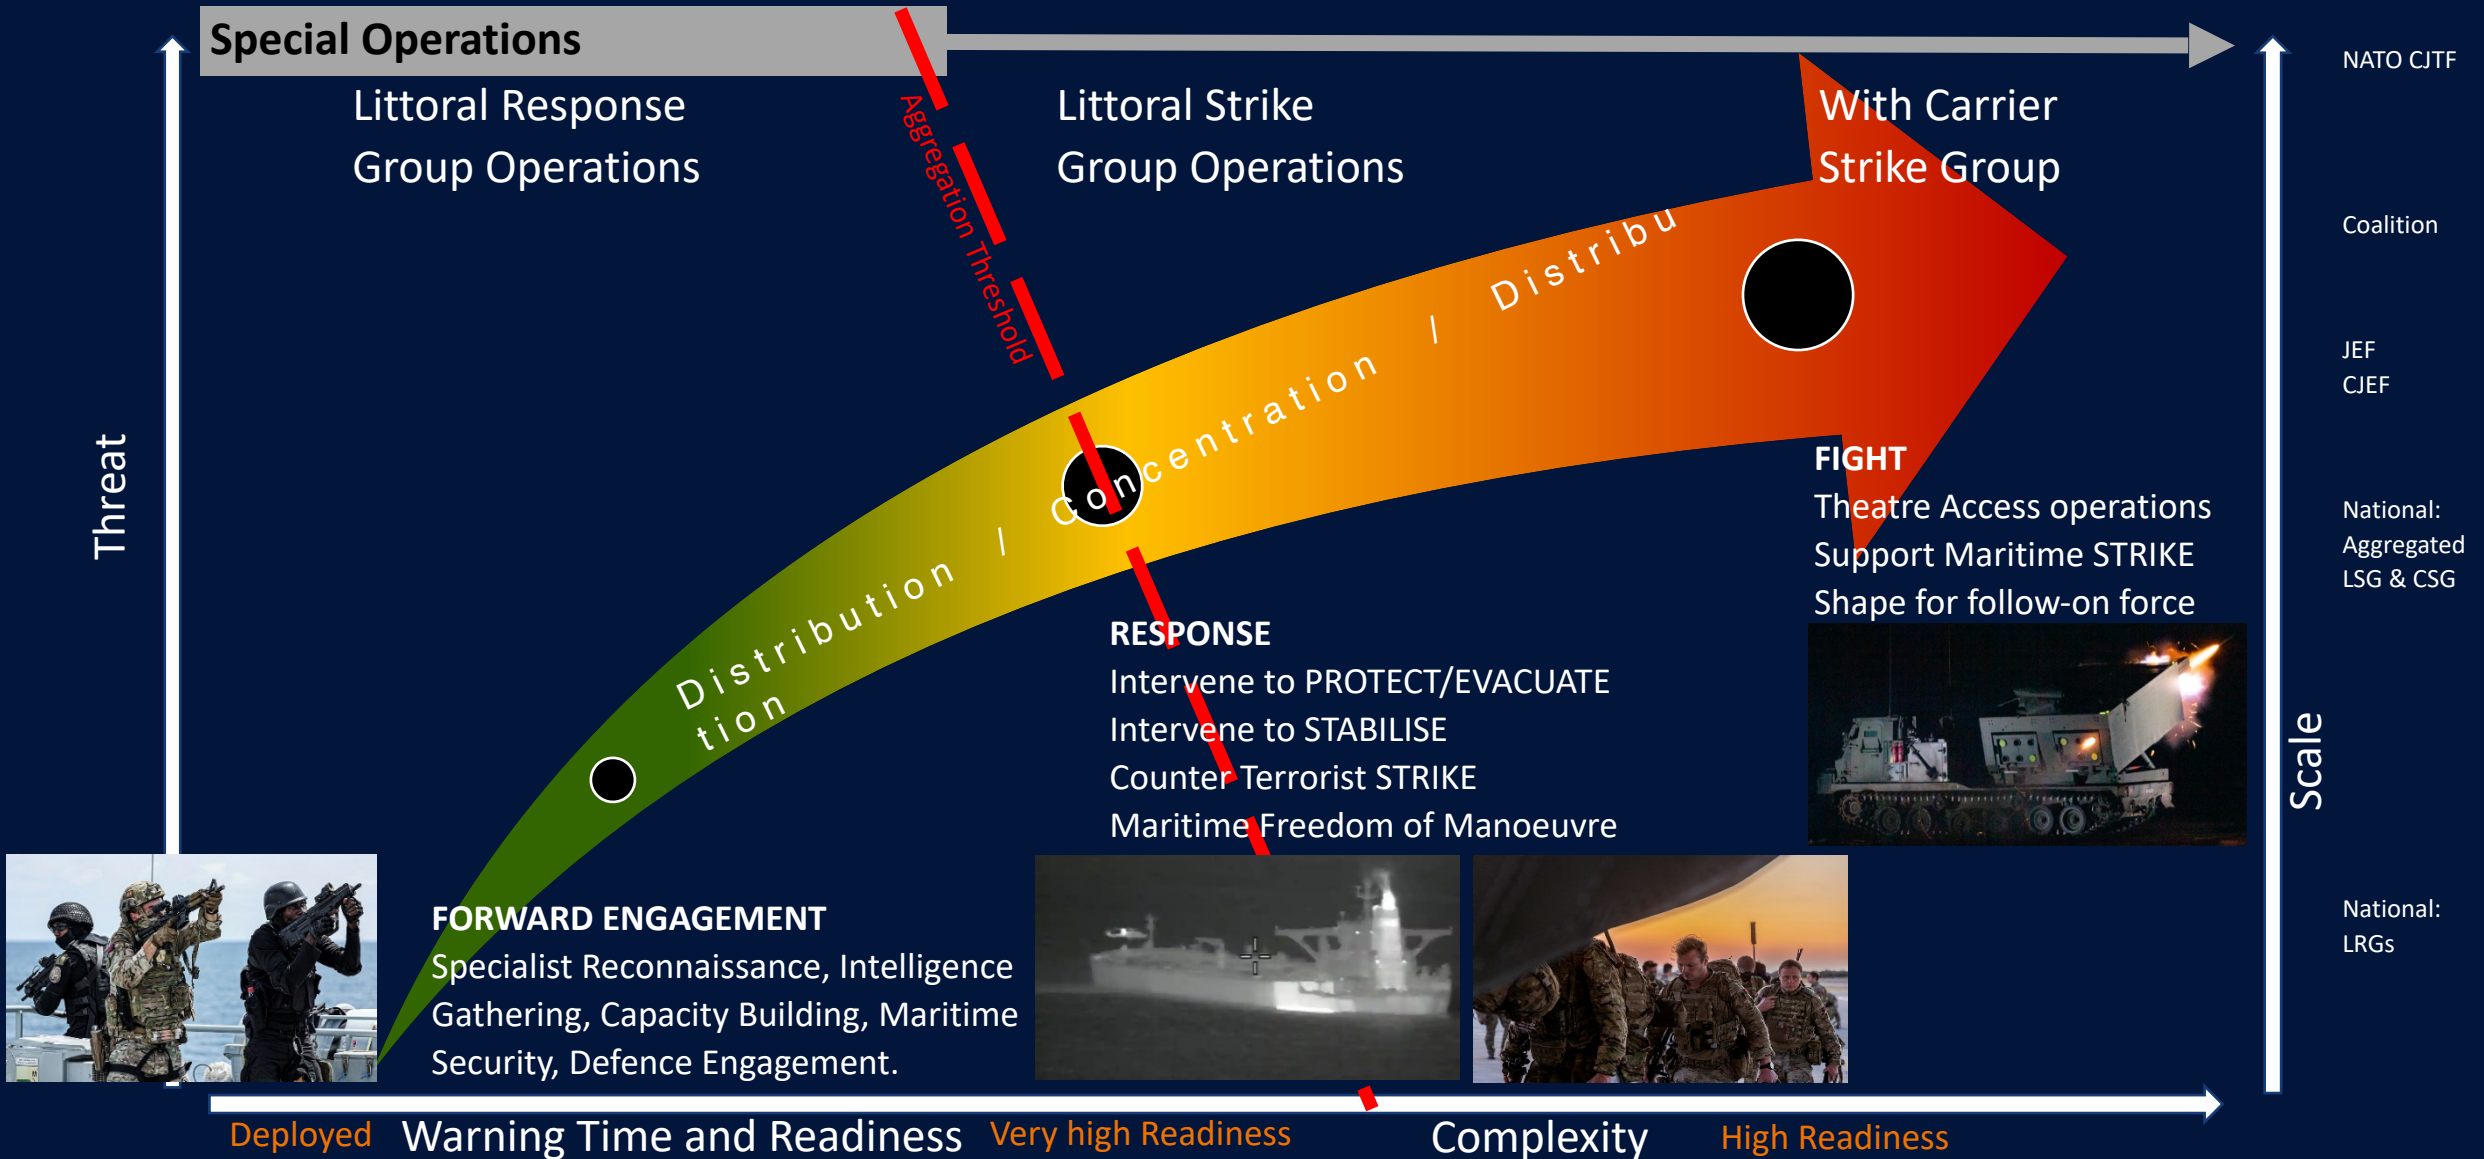 Special Operations
Littoral Response
Group Operations
Aggregation Threshold
Littoral Strike
Group Operations
With Carrier
Strike Group
NATO CJTF
Coalition
JEF
CJEF
National:
Aggregated
LSG & CSG
National:
LRGs
Threat
Scale
Distribution / Concentration / Distribu
tion
FIGHT
Theatre Access operations
Support Maritime STRIKE
Shape for follow-on force
RESPONSE
Intervene to PROTECT/EVACUATE
Intervene to STABILISE
Counter Terrorist STRIKE
Maritime Freedom of Manoeuvre
FORWARD ENGAGEMENT
Specialist Reconnaissance, Intelligence
Gathering, Capacity Building, Maritime
Security, Defence Engagement.
Deployed Warning Time and Readiness Very high Readiness Complexity High Readiness